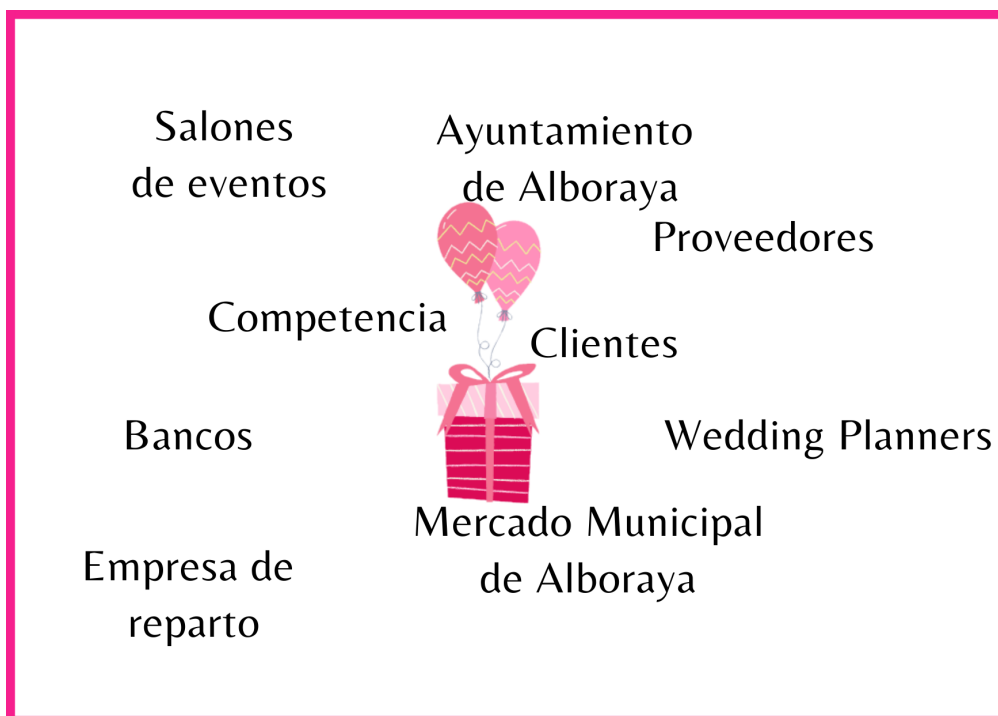 Salones
de eventos
Ayuntamiento
de Alboraya
Proveedores
Competencia
Clientes
Bancos
Wedding Planners
Mercado Municipal
de Alboraya
Empresa de
reparto